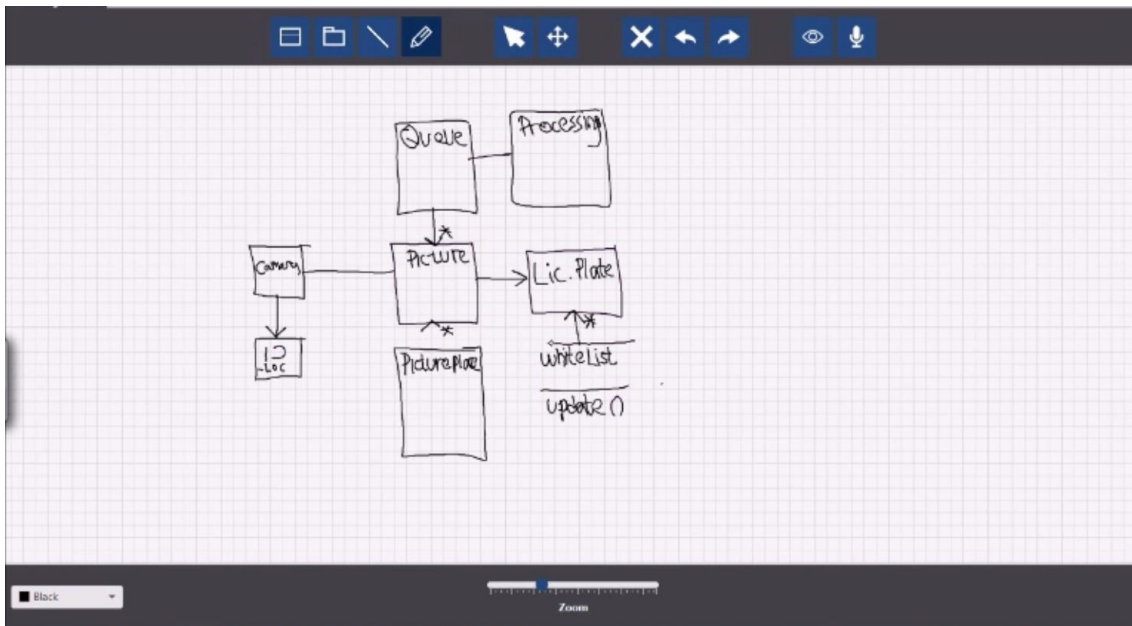 Queue
Processing
*
Camera
Picture
Lic. Plate
*
*
ID
-Loc
PicturePlate
whiteList
update()
Black
Zoom